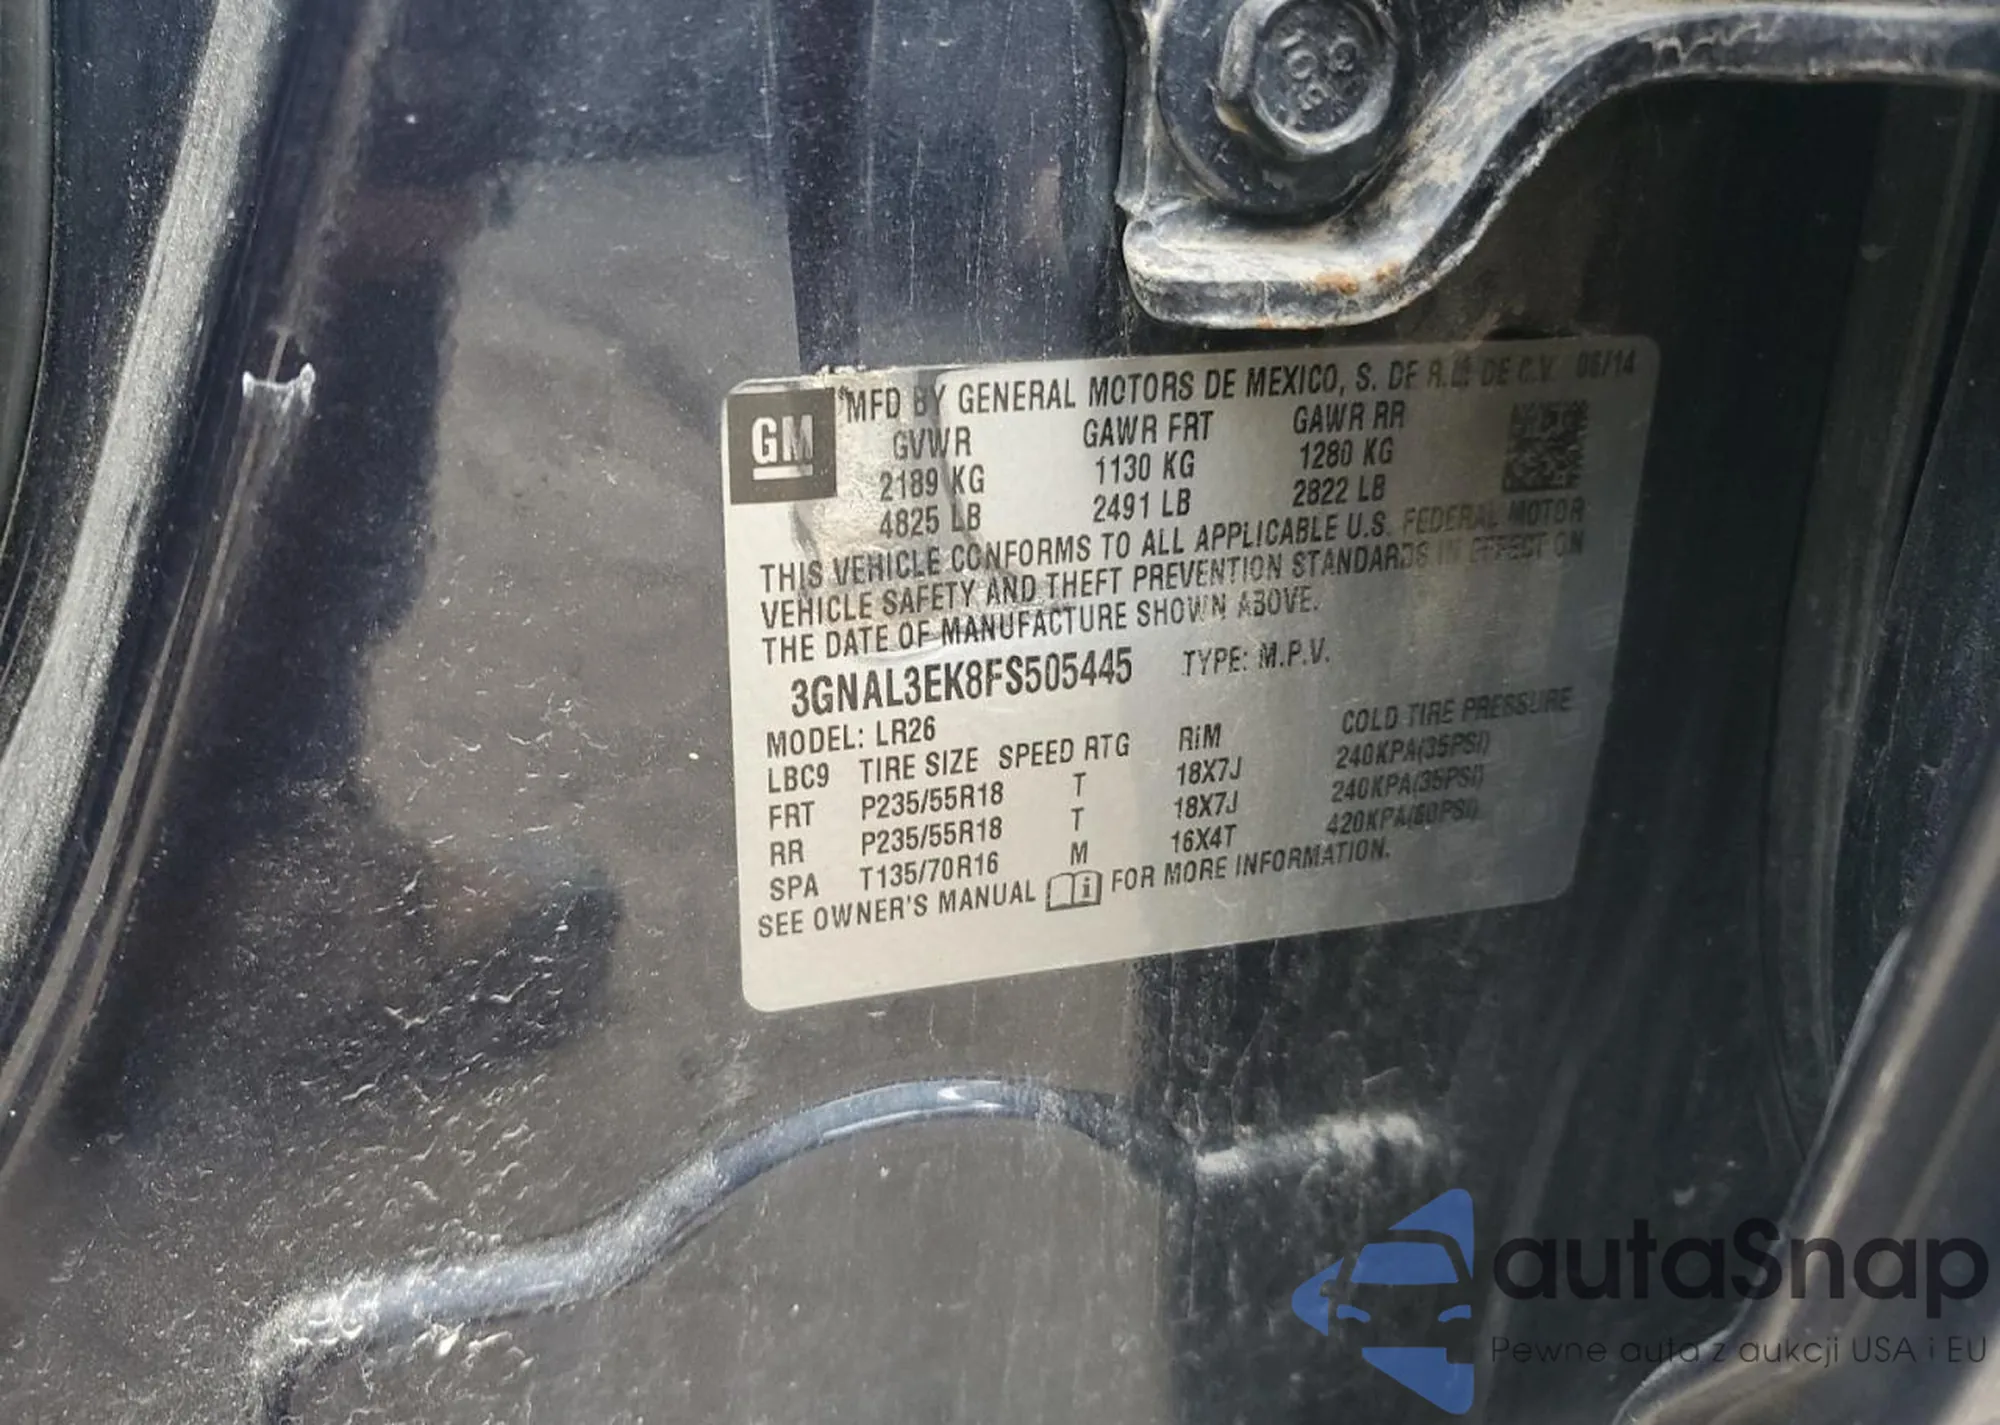 GM
MFD BY GENERAL MOTORS DE MEXICO, S. DE R.L. DE C.V. 06/14
GVWR GAWR FRT GAWR RR
2189 KG 1130 KG 1280 KG
4825 LB 2491 LB 2822 LB
THIS VEHICLE CONFORMS TO ALL APPLICABLE U.S. FEDERAL MOTOR
VEHICLE SAFETY AND THEFT PREVENTION STANDARDS IN EFFECT ON
THE DATE OF MANUFACTURE SHOWN ABOVE.
3GNAL3EK8FS505445 TYPE: M.P.V.
MODEL: LR26
LBC9 TIRE SIZE SPEED RTG RIM COLD TIRE PRESSURE
FRT P235/55R18 T 18X7J 240KPA(35PSI)
RR P235/55R18 T 18X7J 240KPA(35PSI)
SPA T135/70R16 M 16X4T 420KPA(60PSI)
SEE OWNER'S MANUAL FOR MORE INFORMATION.
autaSnap
Pewne auta z aukcji USA i EU